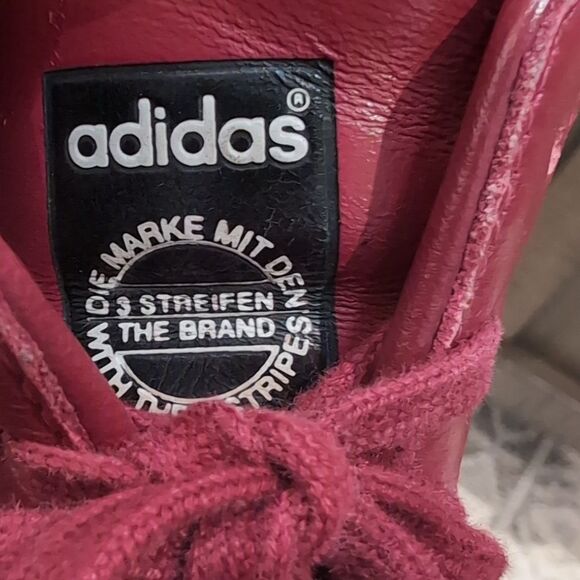 adidas®
DIE MARKE MIT DEN
3 STREIFEN
THE BRAND
WITH THE STRIPES